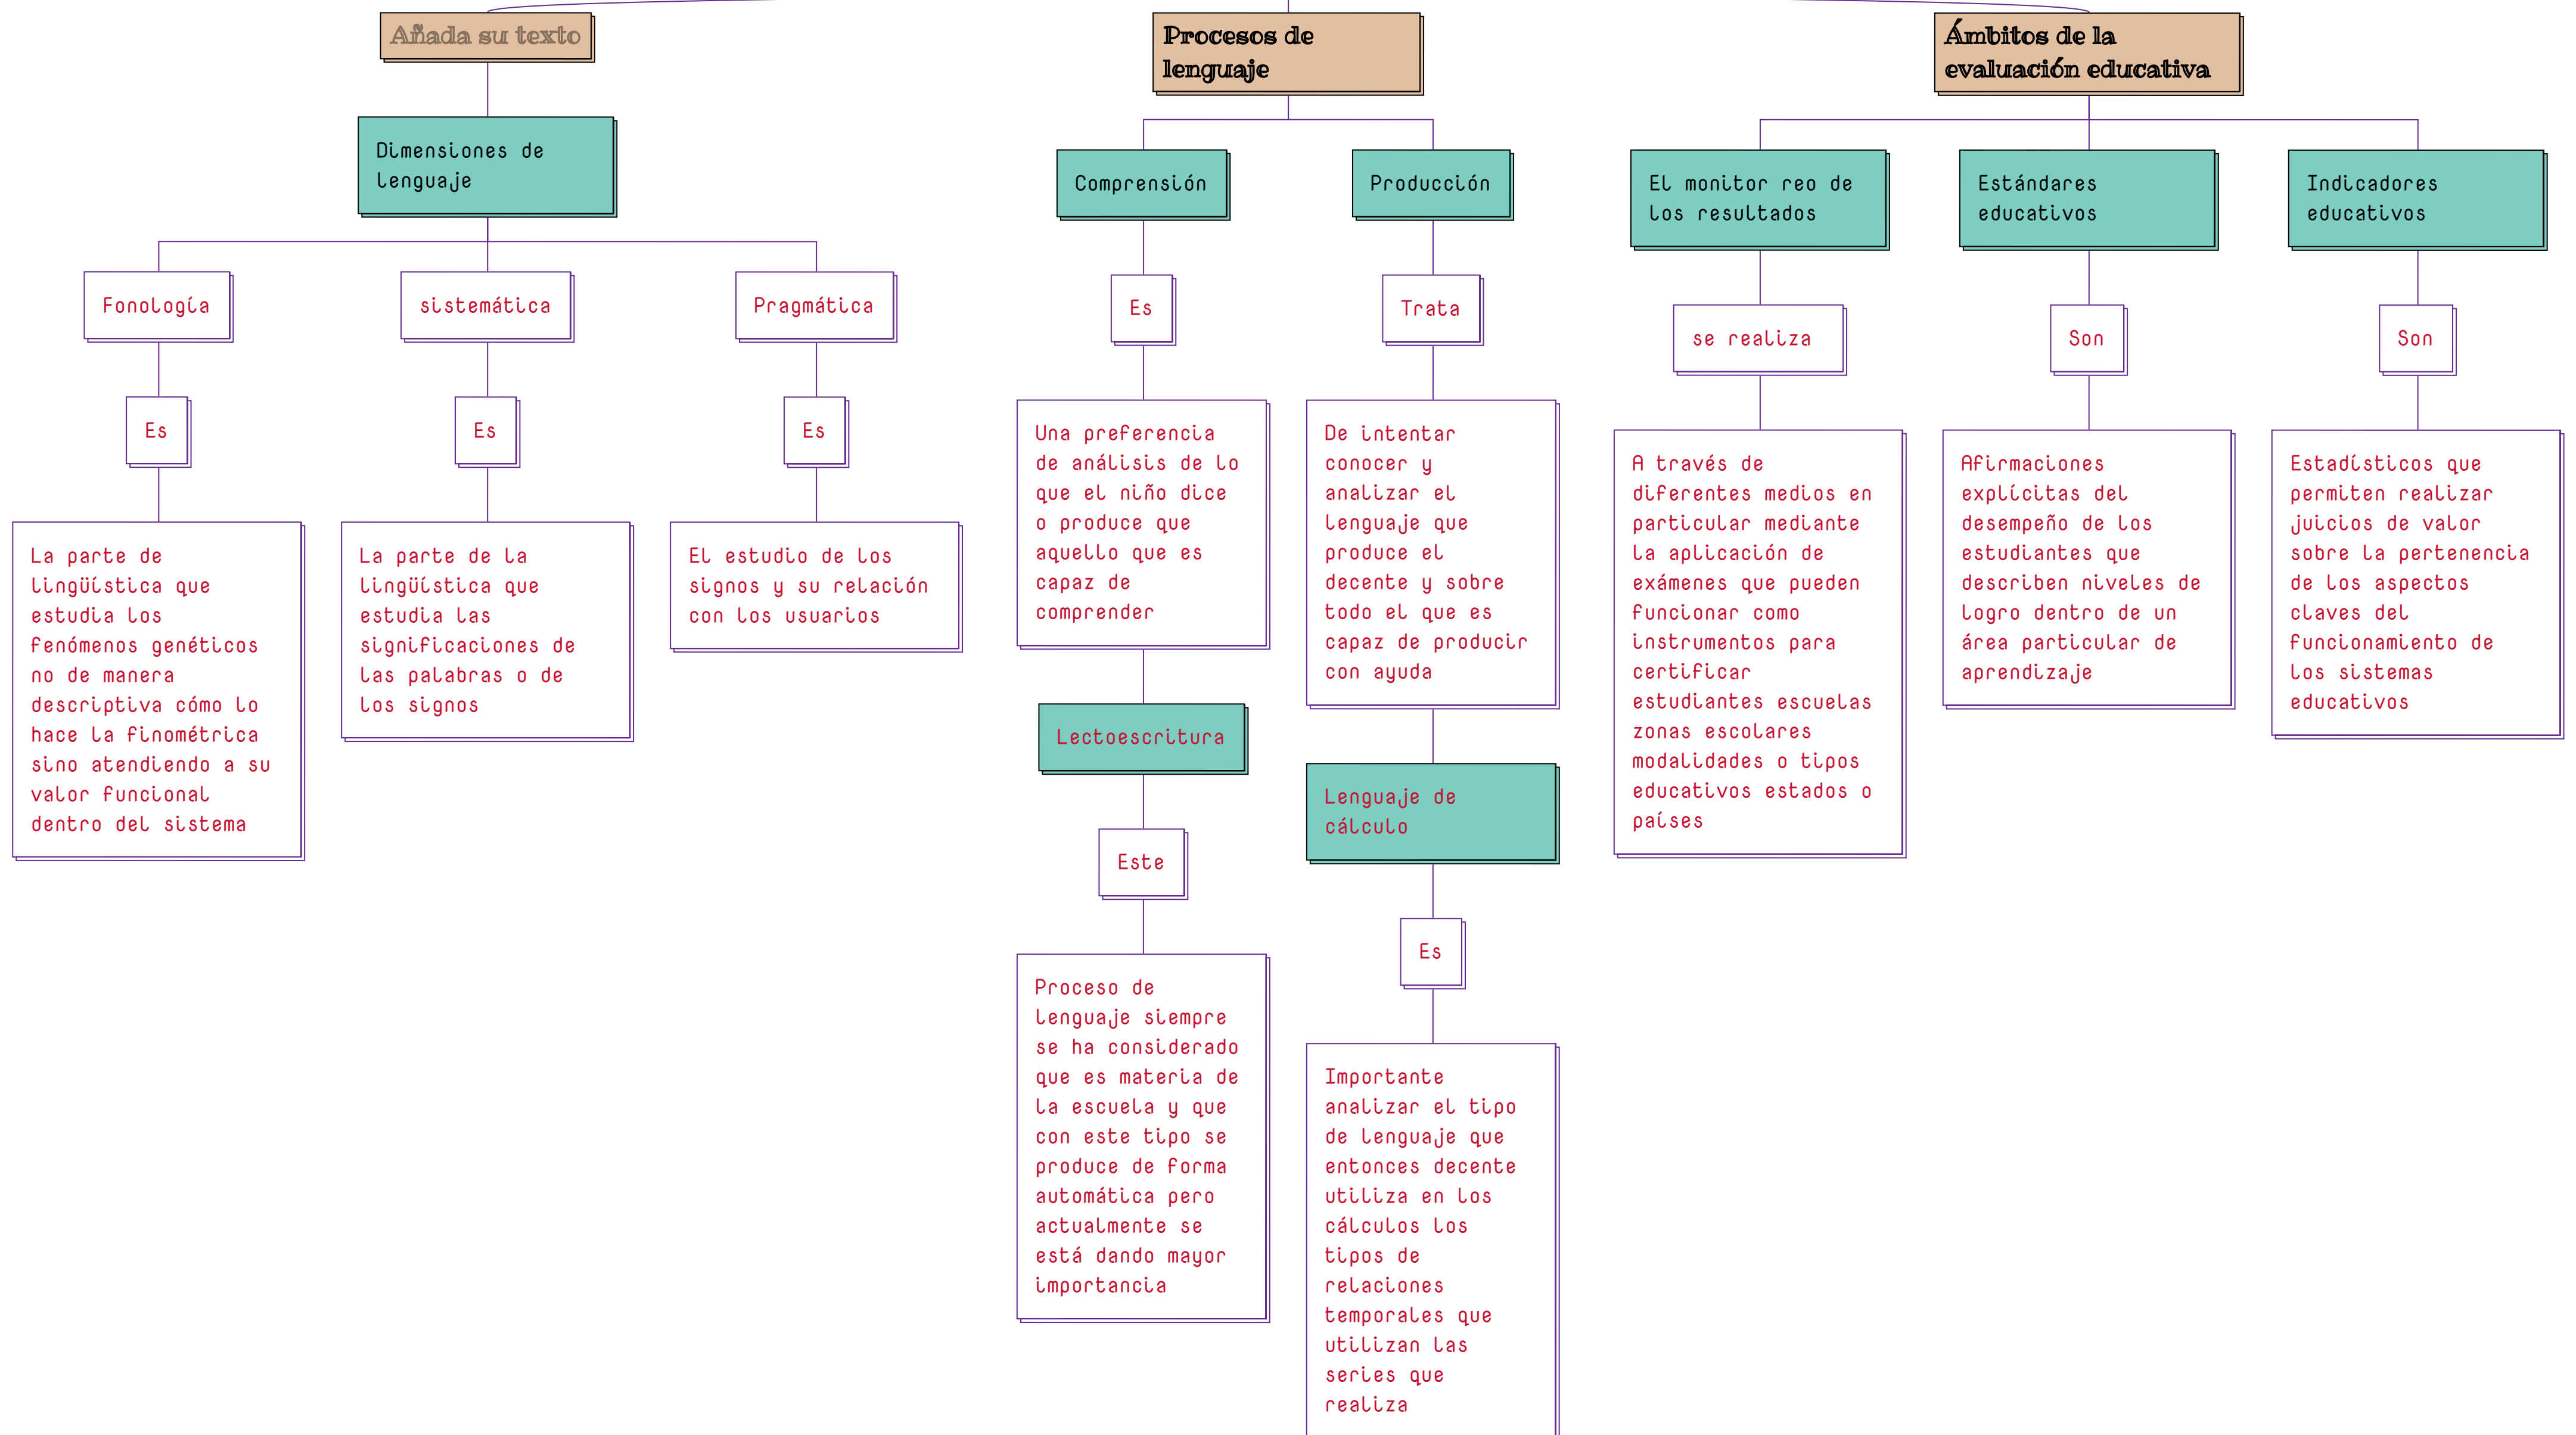 Añada su texto
Dimensiones de
lenguaje
Fonología
Es
La parte de
lingüística que
estudia los
fenómenos genéticos
no de manera
descriptiva cómo lo
hace la finométrica
sino atendiendo a su
valor funcional
dentro del sistema
sistemática
Es
La parte de la
lingüística que
estudia las
significaciones de
las palabras o de
los signos
Pragmática
Es
El estudio de los
signos y su relación
con los usuarios
Procesos de
lenguaje
Comprensión
Es
Una preferencia
de análisis de lo
que el niño dice
o produce que
aquello que es
capaz de
comprender
Lectoescritura
Este
Proceso de
lenguaje siempre
se ha considerado
que es materia de
la escuela y que
con este tipo se
produce de forma
automática pero
actualmente se
está dando mayor
importancia
Producción
Trata
De intentar
conocer y
analizar el
lenguaje que
produce el
decente y sobre
todo el que es
capaz de producir
con ayuda
Lenguaje de
cálculo
Es
Importante
analizar el tipo
de lenguaje que
entonces decente
utiliza en los
cálculos los
tipos de
relaciones
temporales que
utilizan las
series que
realiza
Ámbitos de la
evaluación educativa
El monitor reo de
los resultados
se realiza
A través de
diferentes medios en
particular mediante
la aplicación de
exámenes que pueden
funcionar como
instrumentos para
certificar
estudiantes escuelas
zonas escolares
modalidades o tipos
educativos estados o
países
Estándares
educativos
Son
Afirmaciones
explícitas del
desempeño de los
estudiantes que
describen niveles de
logro dentro de un
área particular de
aprendizaje
Indicadores
educativos
Son
Estadísticos que
permiten realizar
juicios de valor
sobre la pertenencia
de los aspectos
claves del
funcionamiento de
los sistemas
educativos